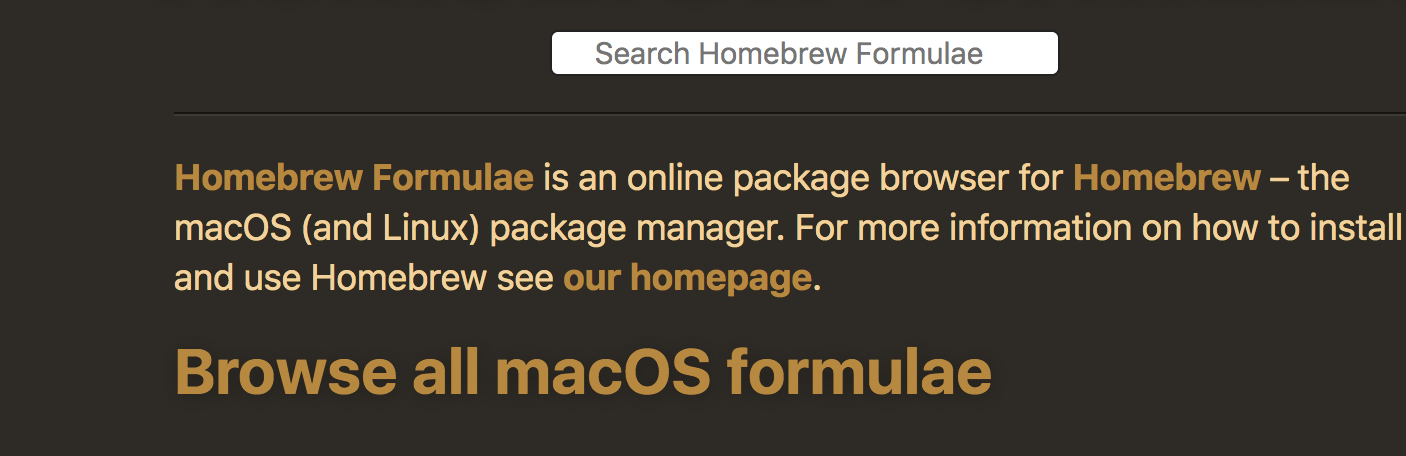 Search Homebrew Formulae
Homebrew Formulae is an online package browser for Homebrew – the
macOS (and Linux) package manager. For more information on how to install
and use Homebrew see our homepage.
Browse all macOS formulae